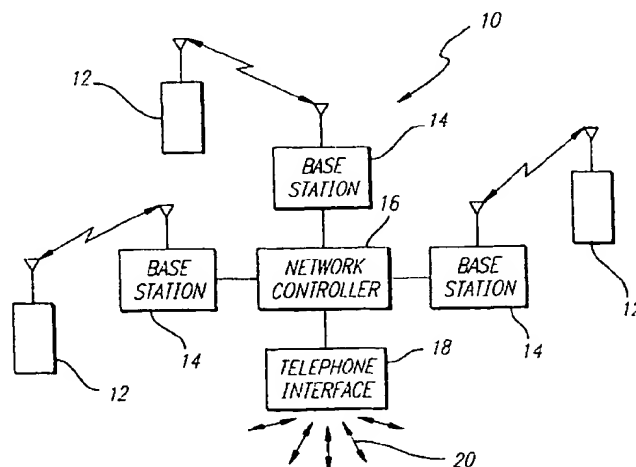 10
12
14
BASE
STATION
16
BASE
STATION
NETWORK
CONTROLLER
BASE
STATION
12
14
14
12
18
TELEPHONE
INTERFACE
20